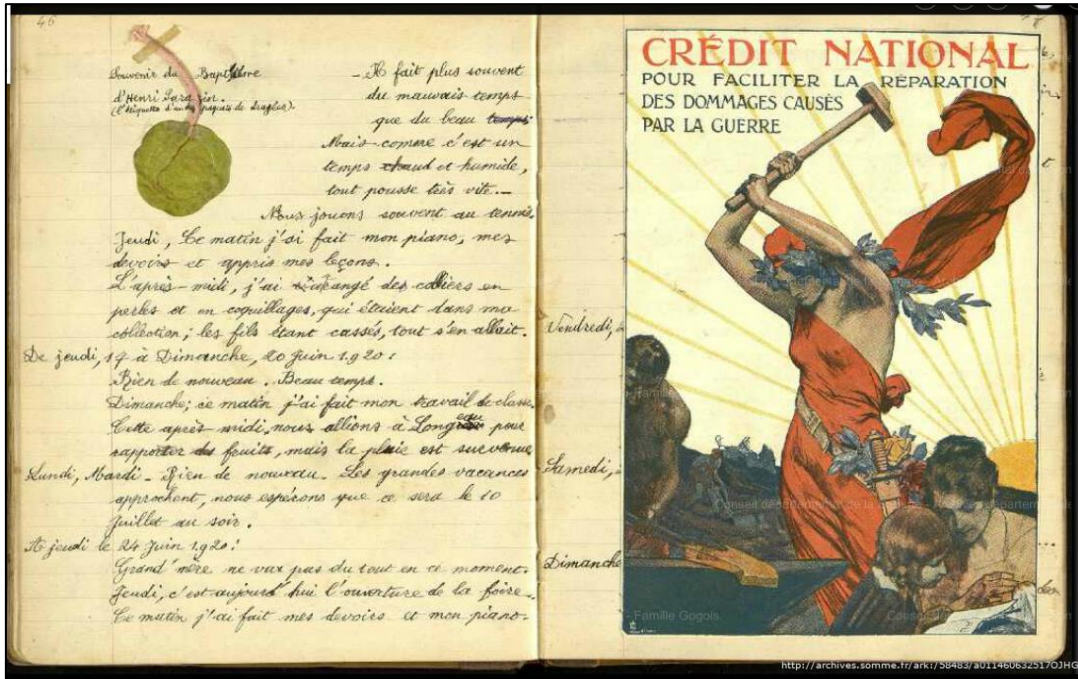 46
Souvenir du Baptême
d'Henri Sarazin.
(l'étiquette d'un paquet de dragées).
- Il fait plus souvent
du mauvais temps
que du beau temps
Mais comme c'est un
temps chaud et humide,
tout pousse très vite. -
Nous jouons souvent au tennis.
Jeudi, Ce matin j'ai fait mon piano, mes
devoirs et appris mes leçons.
L'après-midi, j'ai arrangé des colliers en
perles et en coquillages, qui étaient dans ma
collection; les fils étant cassés, tout s'en allait.
De jeudi, 17 à Dimanche, 20 Juin 1920:
Rien de nouveau. Beau temps.
Dimanche; ce matin j'ai fait mon travail de classe.
Cette après-midi, nous allions à Longueau pour
rapporter des fruits, mais la pluie est survenue
Lundi, Mardi - Rien de nouveau. Les grandes vacances
approchent, nous espérons que ce sera le 10
Juillet au soir.
A jeudi le 24 Juin 1920:
Grand'mère ne va pas du tout en ce moment.
Jeudi, c'est aujourd'hui l'ouverture de la foire.
Ce matin j'ai fait mes devoirs et mon piano-
CRÉDIT NATIONAL
POUR FACILITER LA RÉPARATION
DES DOMMAGES CAUSÉS
PAR LA GUERRE
Vendredi,
Samedi,
Dimanche
Famille Gogois
http://archives.somme.fr/ark:/58483/a011460632517OJHG